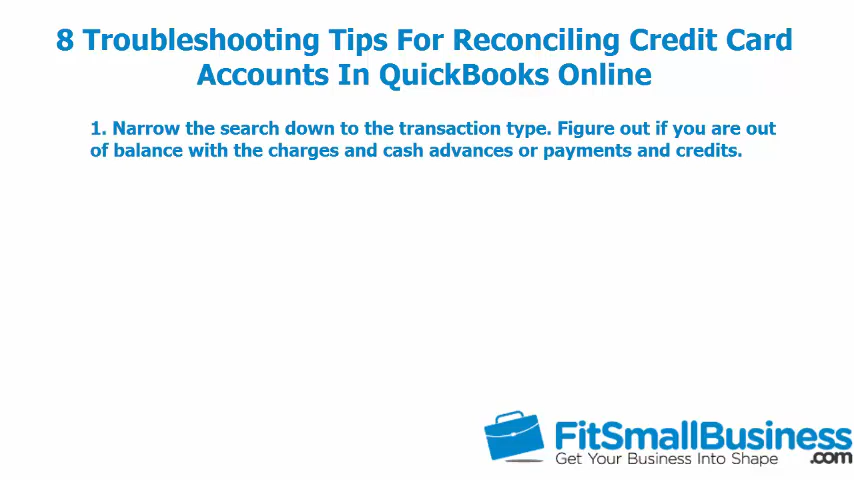 8 Troubleshooting Tips For Reconciling Credit Card
Accounts In QuickBooks Online
1. Narrow the search down to the transaction type. Figure out if you are out
of balance with the charges and cash advances or payments and credits.
FitSmallBusiness
.com
Get Your Business Into Shape